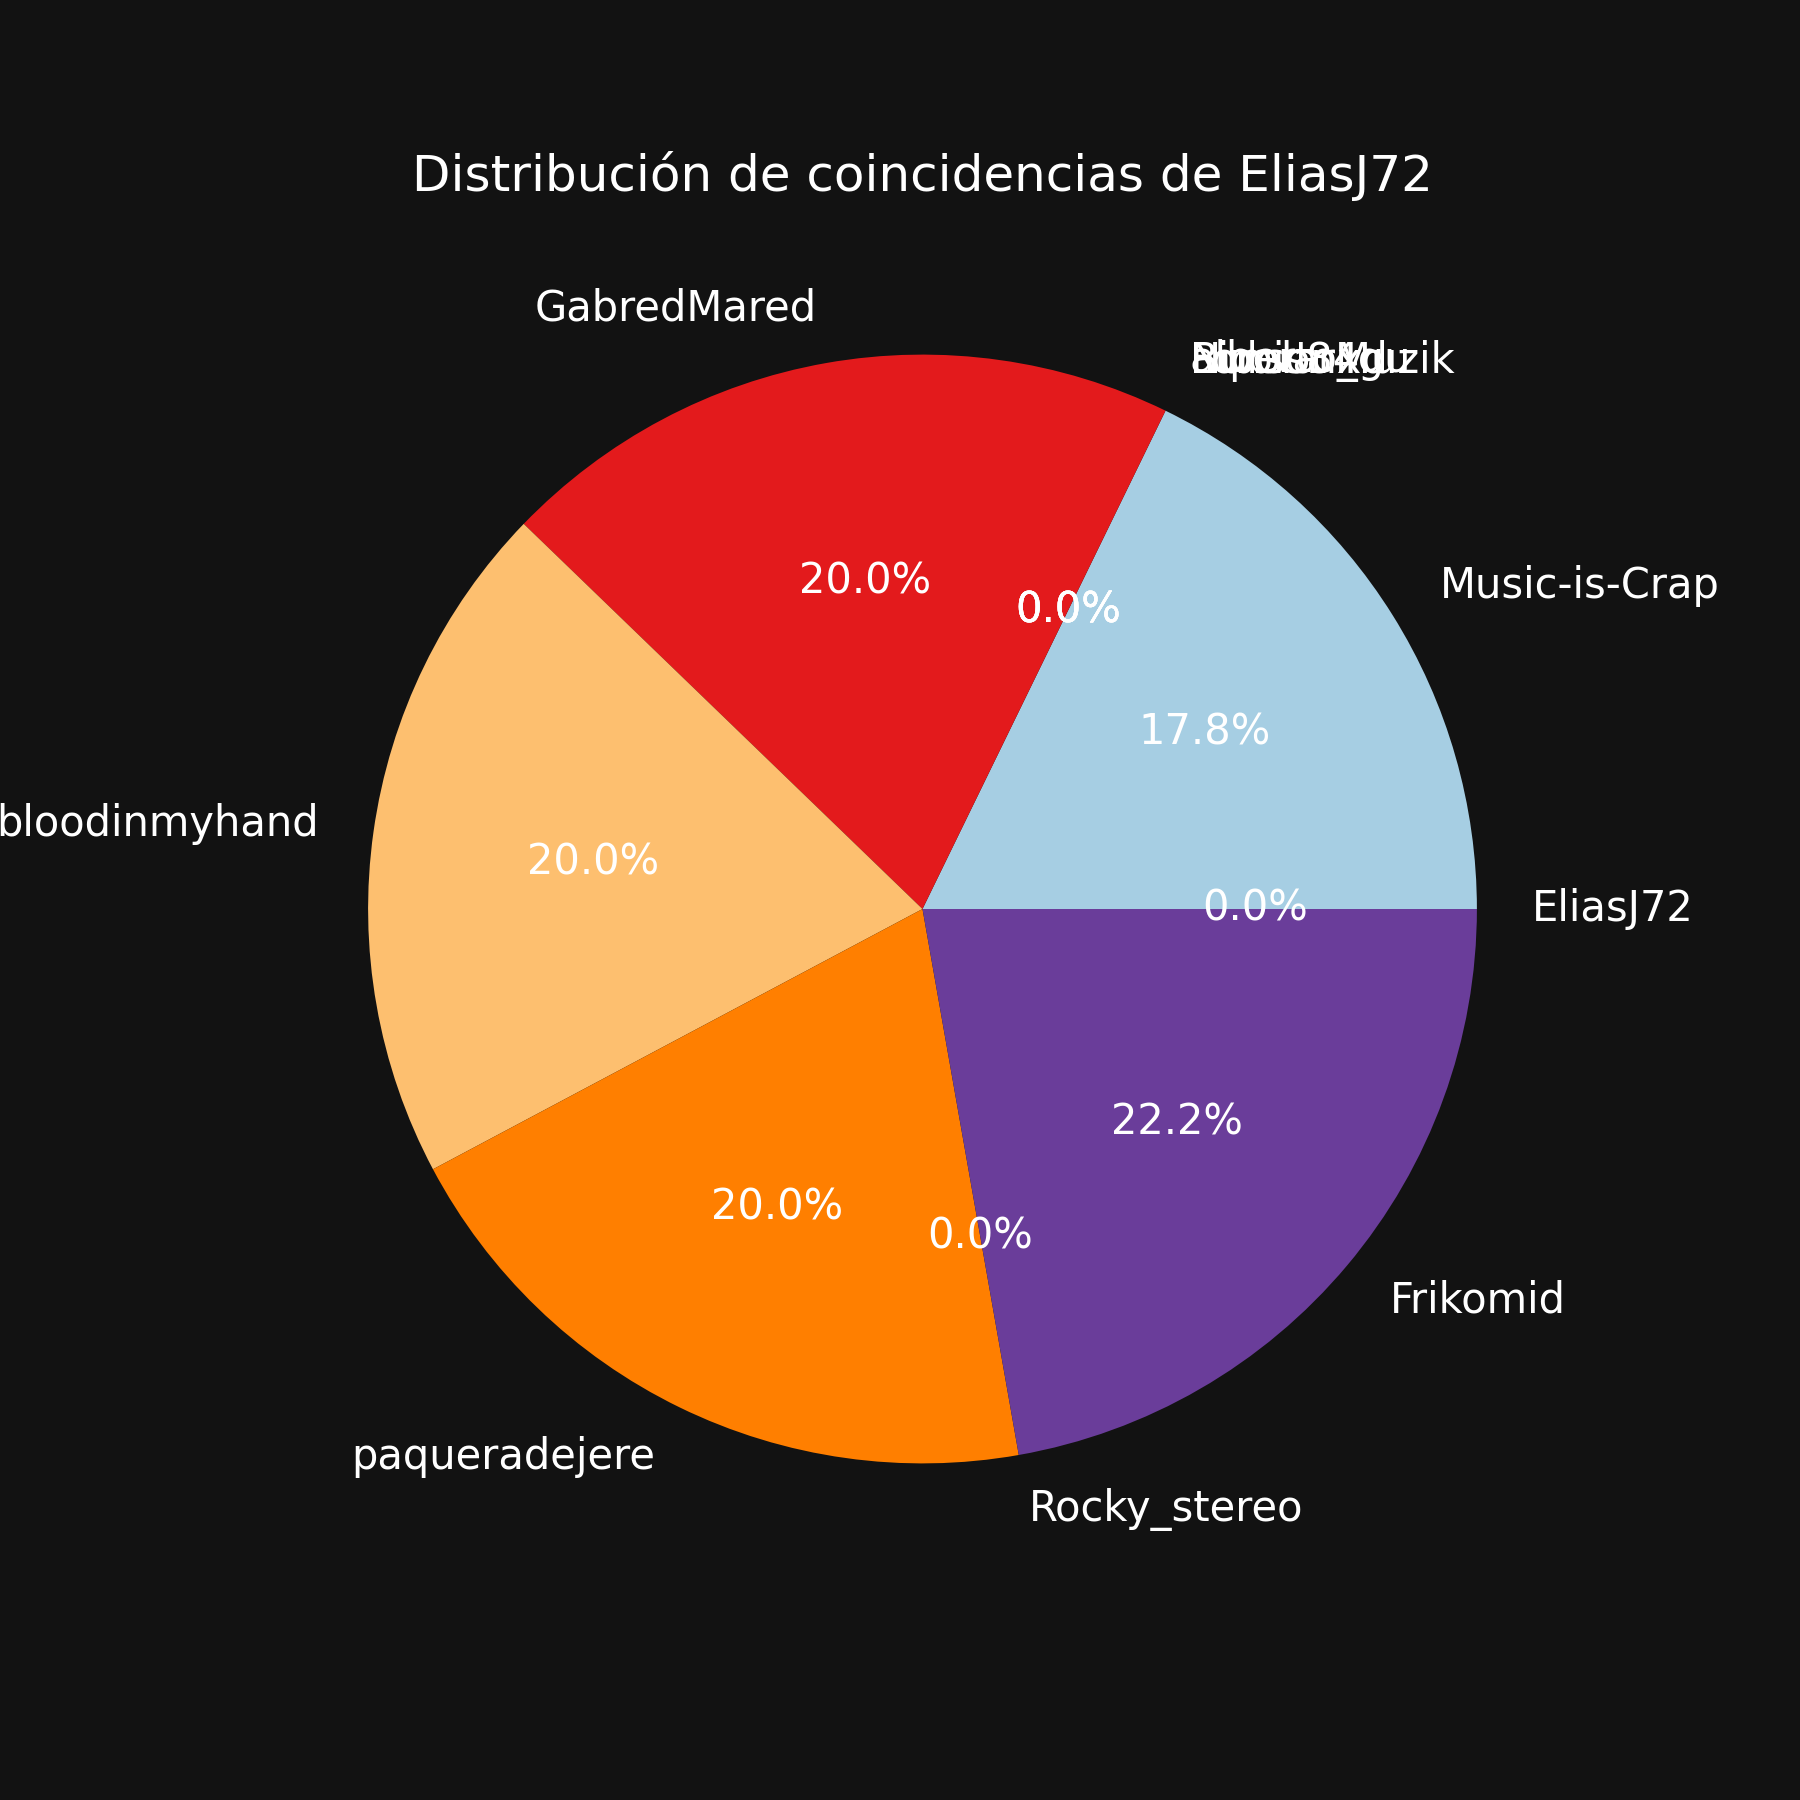 Distribución de coincidencias de EliasJ72
GabredMared
Music-is-Crap
20.0%
0.0%
17.8%
bloodinmyhand
20.0%
0.0%
EliasJ72
22.2%
20.0%
0.0%
Frikomid
paqueradejere
Rocky_stereo